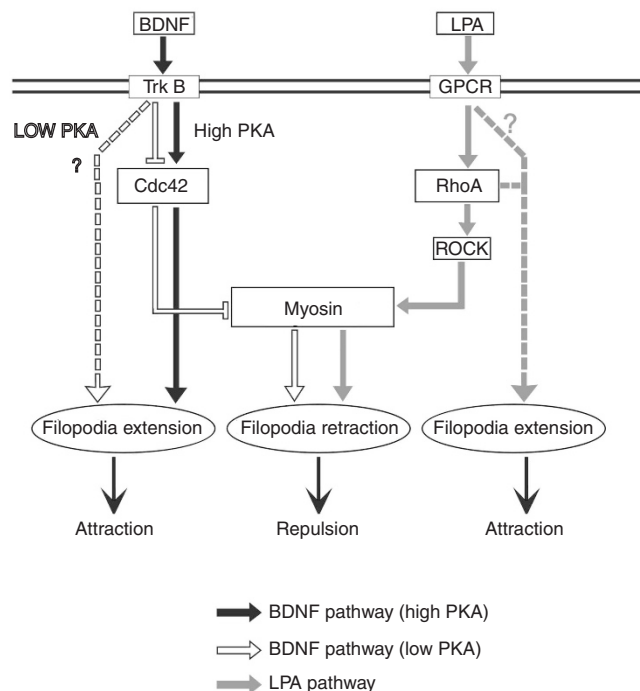 BDNF
LPA
Trk B
GPCR
LOW PKA
High PKA
?
?
Cdc42
RhoA
ROCK
Myosin
Filopodia extension
Filopodia retraction
Filopodia extension
Attraction
Repulsion
Attraction
BDNF pathway (high PKA)
BDNF pathway (low PKA)
LPA pathway